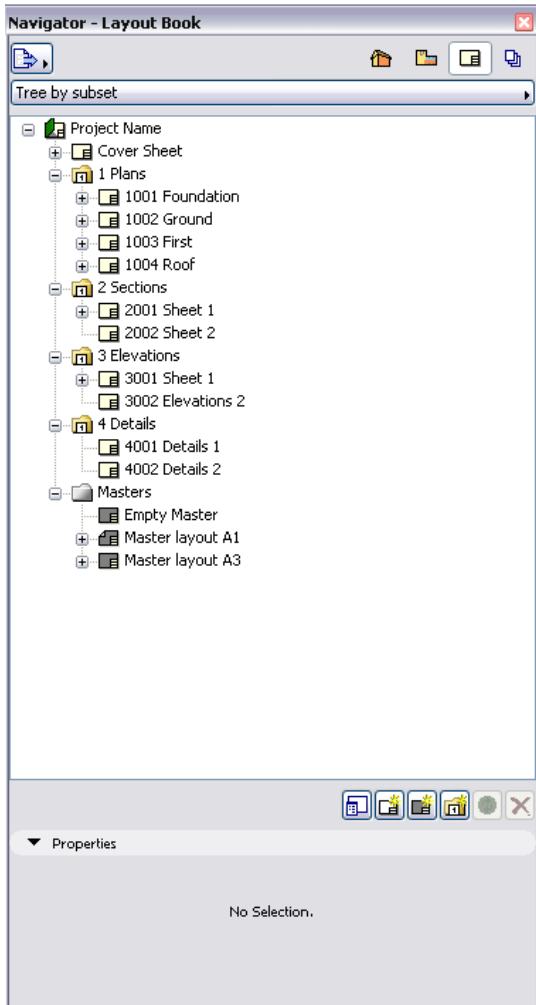 Navigator - Layout Book
Tree by subset
Project Name
Cover Sheet
1 Plans
1001 Foundation
1002 Ground
1003 First
1004 Roof
2 Sections
2001 Sheet 1
2002 Sheet 2
3 Elevations
3001 Sheet 1
3002 Elevations 2
4 Details
4001 Details 1
4002 Details 2
Masters
Empty Master
Master layout A1
Master layout A3
Properties
No Selection.